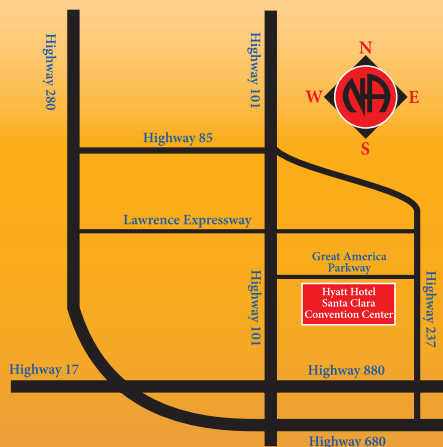 Highway 280
Highway 101
N
W
NA
E
S
Highway 85
Lawrence Expressway
Great America
Parkway
Hyatt Hotel
Santa Clara
Convention Center
Highway 101
Highway 237
Highway 17
Highway 880
Highway 680